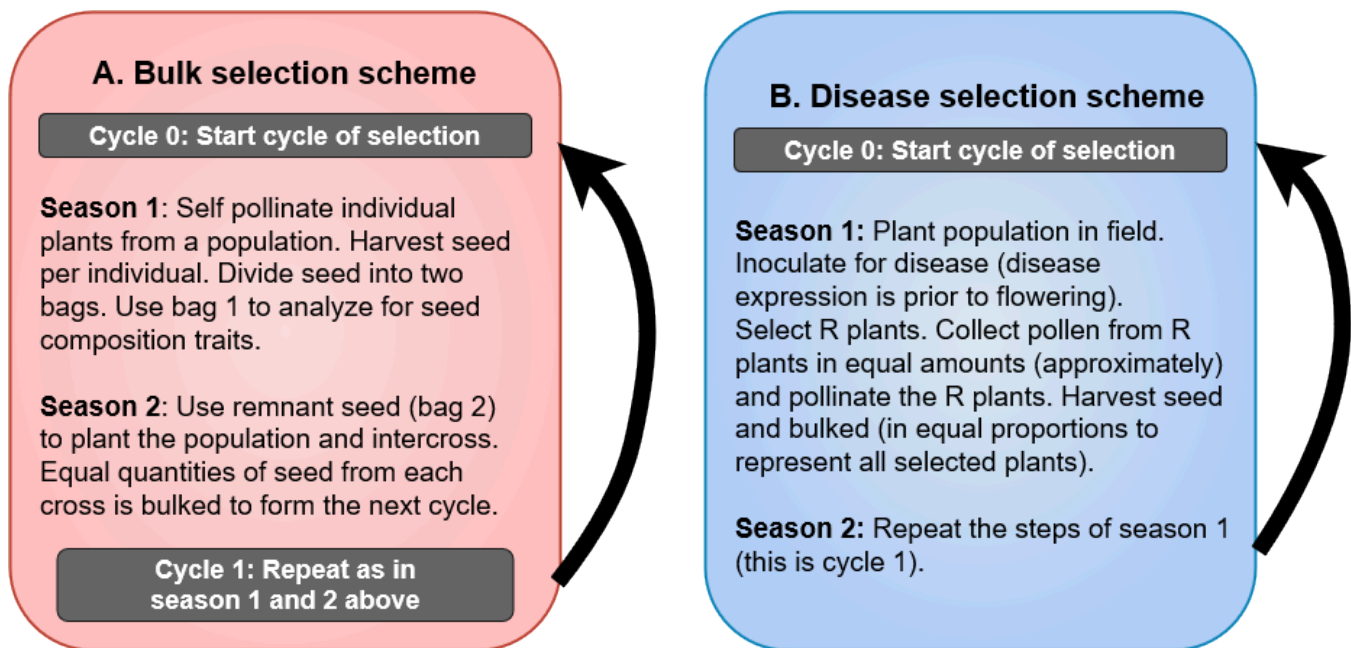 A. Bulk selection scheme
Cycle 0: Start cycle of selection
Season 1: Self pollinate individual
plants from a population. Harvest seed
per individual. Divide seed into two
bags. Use bag 1 to analyze for seed
composition traits.
Season 2: Use remnant seed (bag 2)
to plant the population and intercross.
Equal quantities of seed from each
cross is bulked to form the next cycle.
Cycle 1: Repeat as in
season 1 and 2 above
B. Disease selection scheme
Cycle 0: Start cycle of selection
Season 1: Plant population in field.
Inoculate for disease (disease
expression is prior to flowering).
Select R plants. Collect pollen from R
plants in equal amounts (approximately)
and pollinate the R plants. Harvest seed
and bulked (in equal proportions to
represent all selected plants).
Season 2: Repeat the steps of season 1
(this is cycle 1).